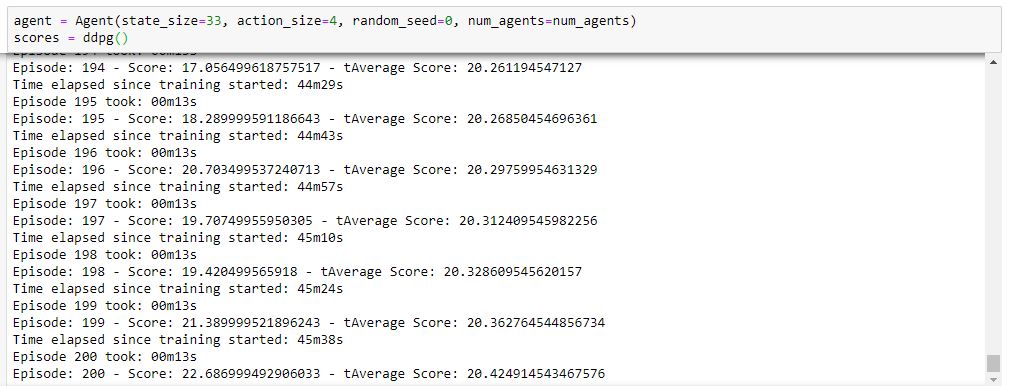 agent = Agent(state_size=33, action_size=4, random_seed=0, num_agents=num_agents)
scores = ddpg()
Episode: 194 - Score: 17.056499618757517 - tAverage Score: 20.261194547127
Time elapsed since training started: 44m29s
Episode 195 took: 00m13s
Episode: 195 - Score: 18.289999591186643 - tAverage Score: 20.26850454696361
Time elapsed since training started: 44m43s
Episode 196 took: 00m13s
Episode: 196 - Score: 20.703499537240713 - tAverage Score: 20.29759954631329
Time elapsed since training started: 44m57s
Episode 197 took: 00m13s
Episode: 197 - Score: 19.70749955950305 - tAverage Score: 20.312409545982256
Time elapsed since training started: 45m10s
Episode 198 took: 00m13s
Episode: 198 - Score: 19.420499565918 - tAverage Score: 20.328609545620157
Time elapsed since training started: 45m24s
Episode 199 took: 00m13s
Episode: 199 - Score: 21.389999521896243 - tAverage Score: 20.362764544856734
Time elapsed since training started: 45m38s
Episode 200 took: 00m13s
Episode: 200 - Score: 22.686999492906033 - tAverage Score: 20.424914543467576